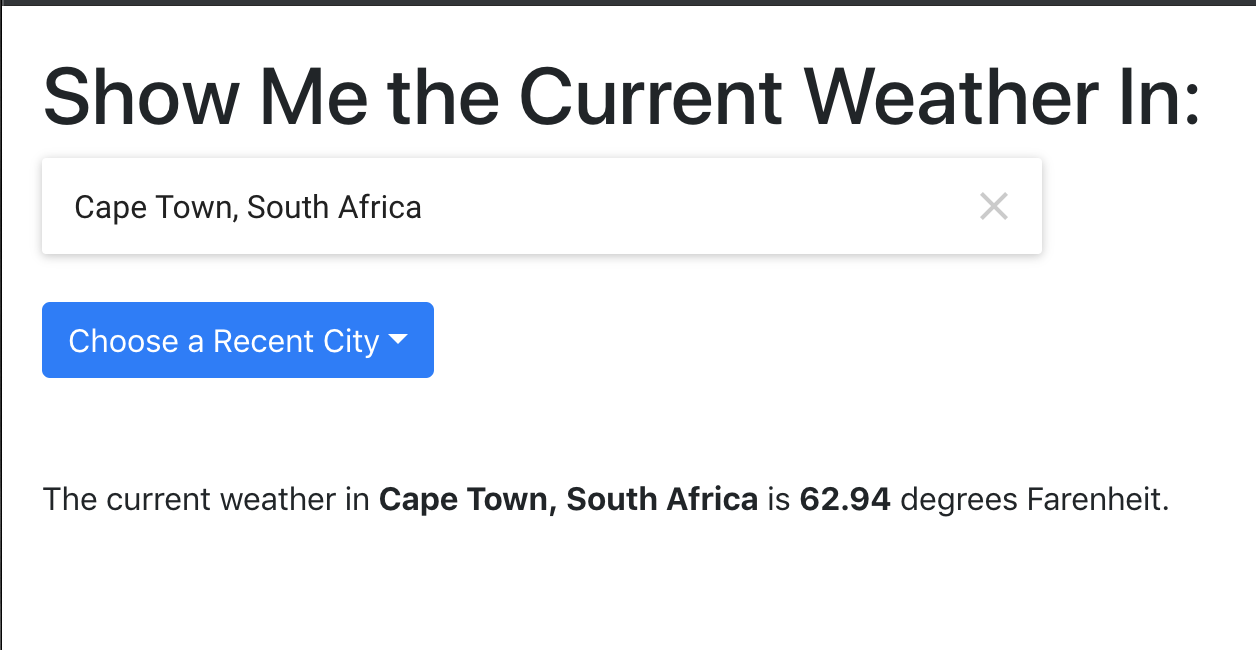 Show Me the Current Weather In:
Cape Town, South Africa
Choose a Recent City
The current weather in Cape Town, South Africa is 62.94 degrees Farenheit.